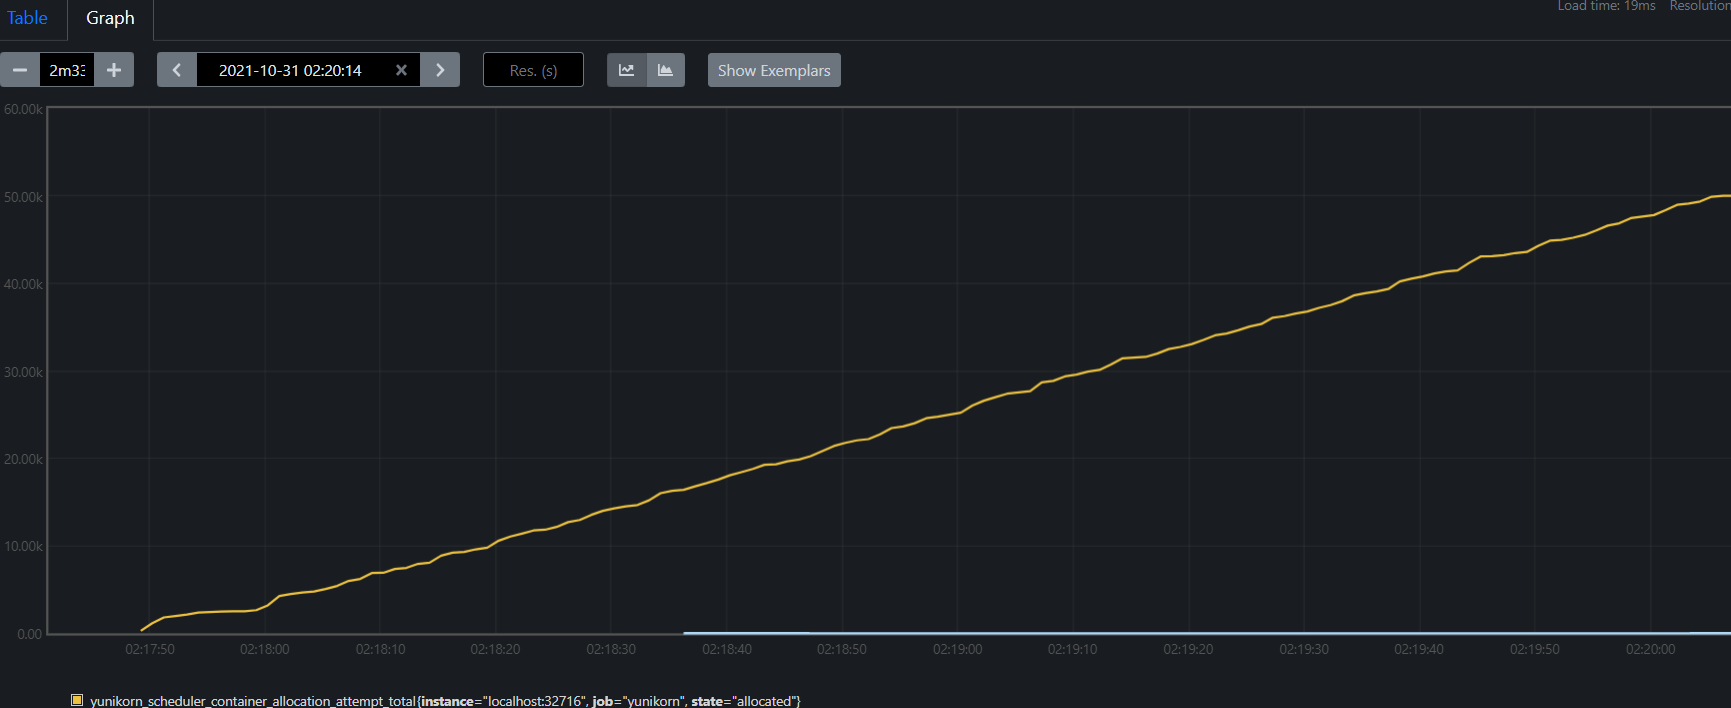 Table Graph Load time: 19ms Resolution
2m33 2021-10-31 02:20:14 Res. (s) Show Exemplars
60.00k
50.00k
40.00k
30.00k
20.00k
10.00k
0.00
02:17:50 02:18:00 02:18:10 02:18:20 02:18:30 02:18:40 02:18:50 02:19:00 02:19:10 02:19:20 02:19:30 02:19:40 02:19:50 02:20:00
yunikorn_scheduler_container_allocation_attempt_total{instance="localhost:32716", job="yunikorn", state="allocated"}